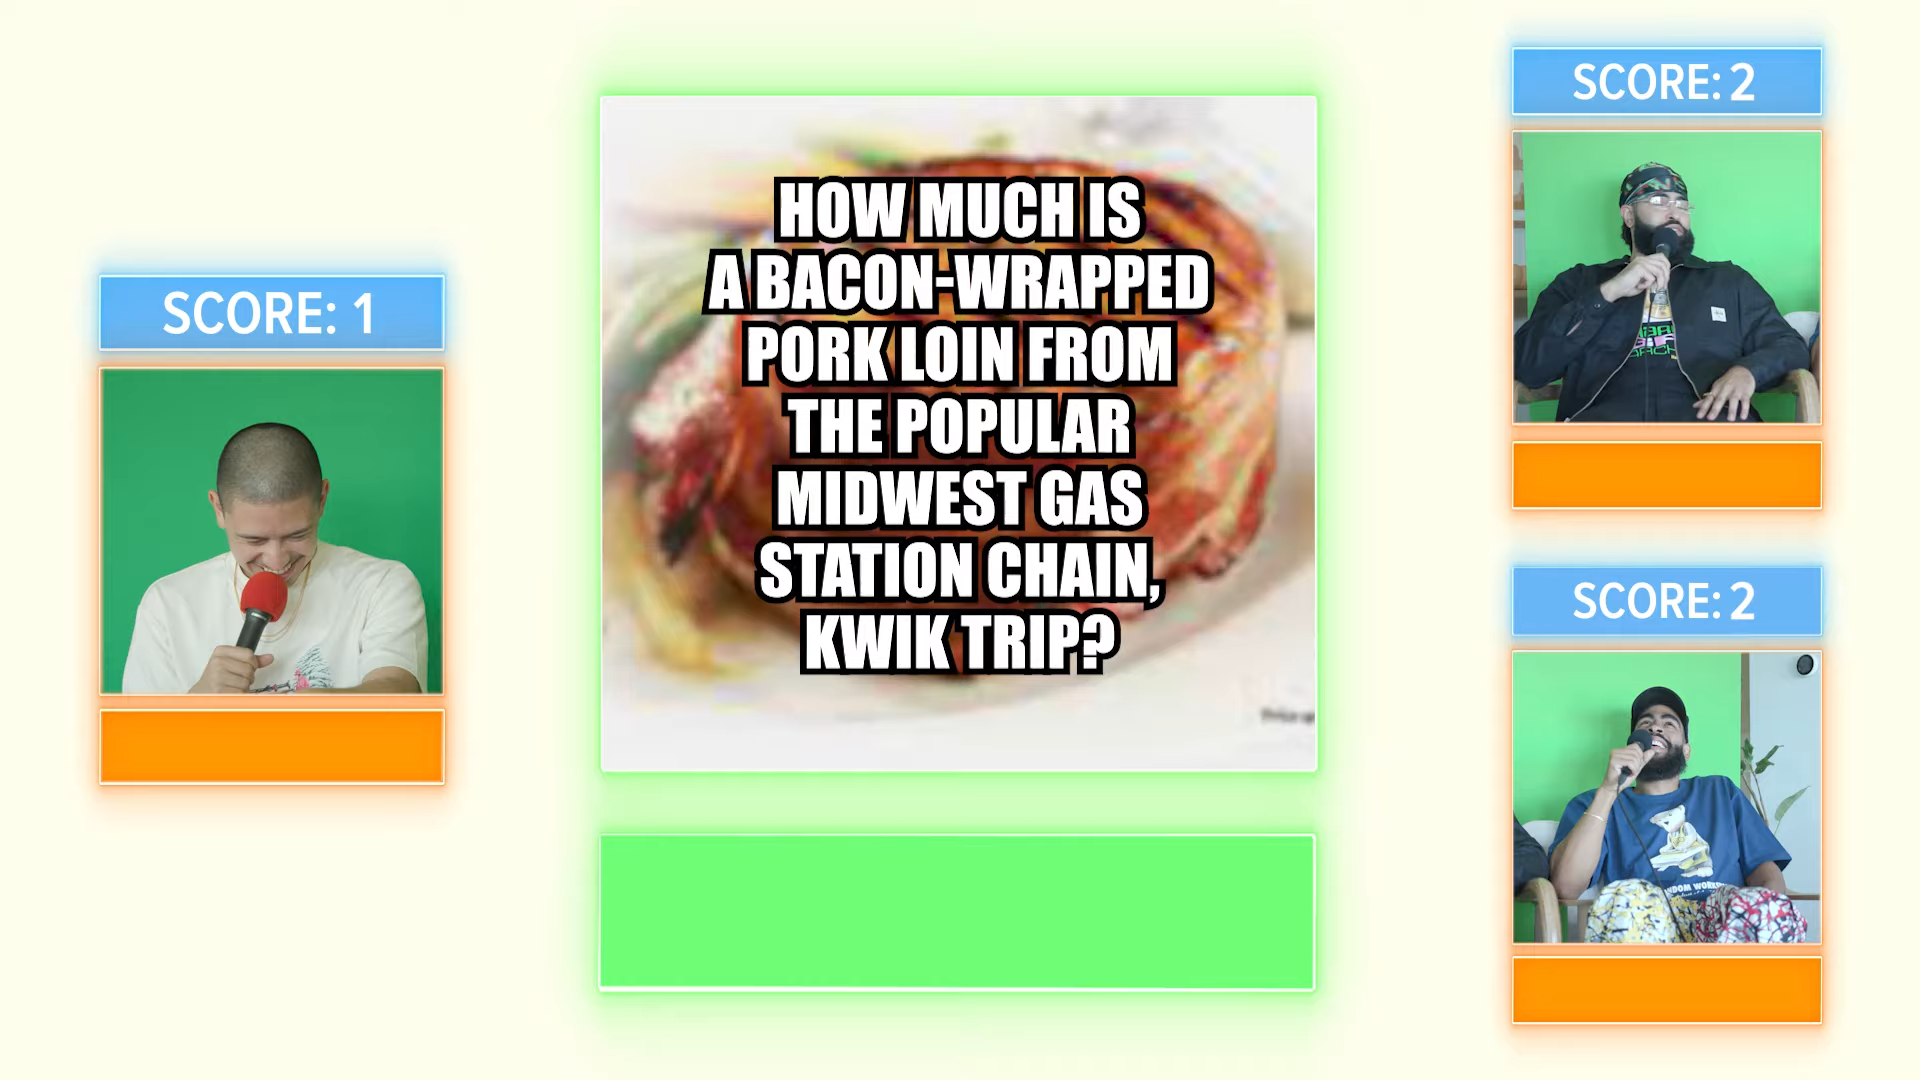 SCORE: 1
HOW MUCH IS
A BACON-WRAPPED
PORK LOIN FROM
THE POPULAR
MIDWEST GAS
STATION CHAIN,
KWIK TRIP?
SCORE: 2
SCORE: 2